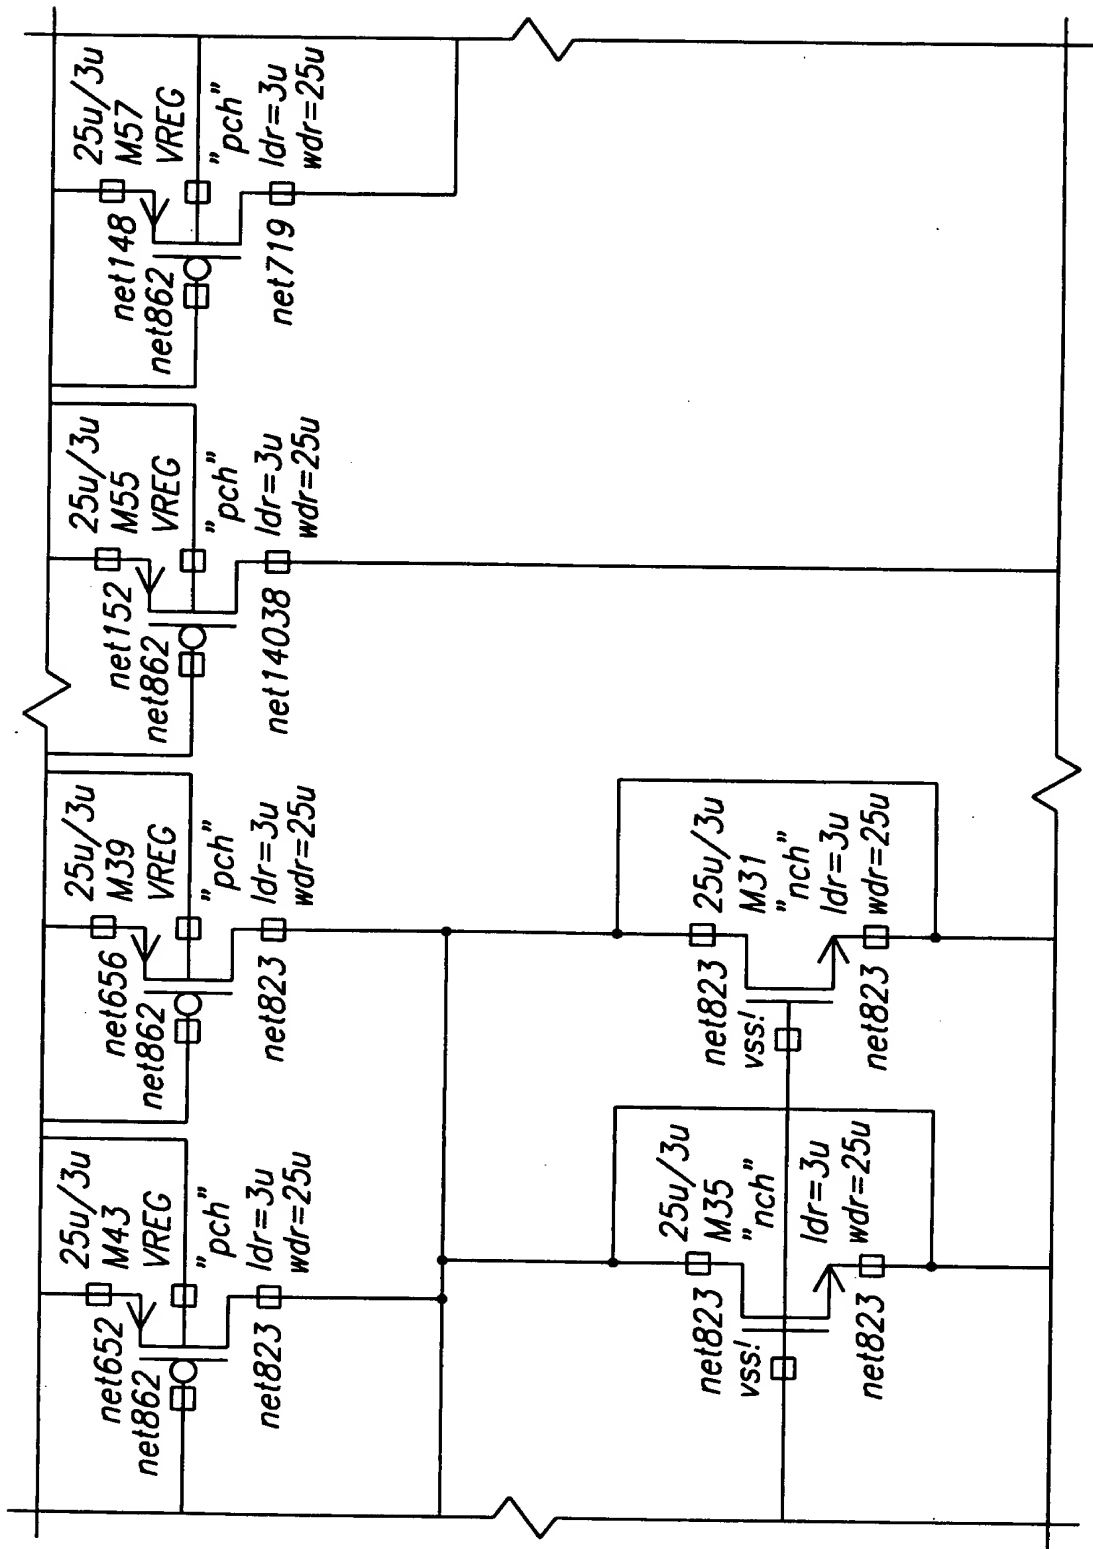 25u/3u
M43
VREG
"pch"
ldr=3u
wdr=25u
net652
net862
net823
25u/3u
M39
VREG
"pch"
ldr=3u
wdr=25u
net656
net862
net823
25u/3u
M55
VREG
"pch"
ldr=3u
wdr=25u
net152
net862
net14038
25u/3u
M57
VREG
"pch"
ldr=3u
wdr=25u
net148
net862
net719
25u/3u
M35
"nch"
ldr=3u
wdr=25u
net823
vss!
net823
25u/3u
M31
"nch"
ldr=3u
wdr=25u
net823
vss!
net823